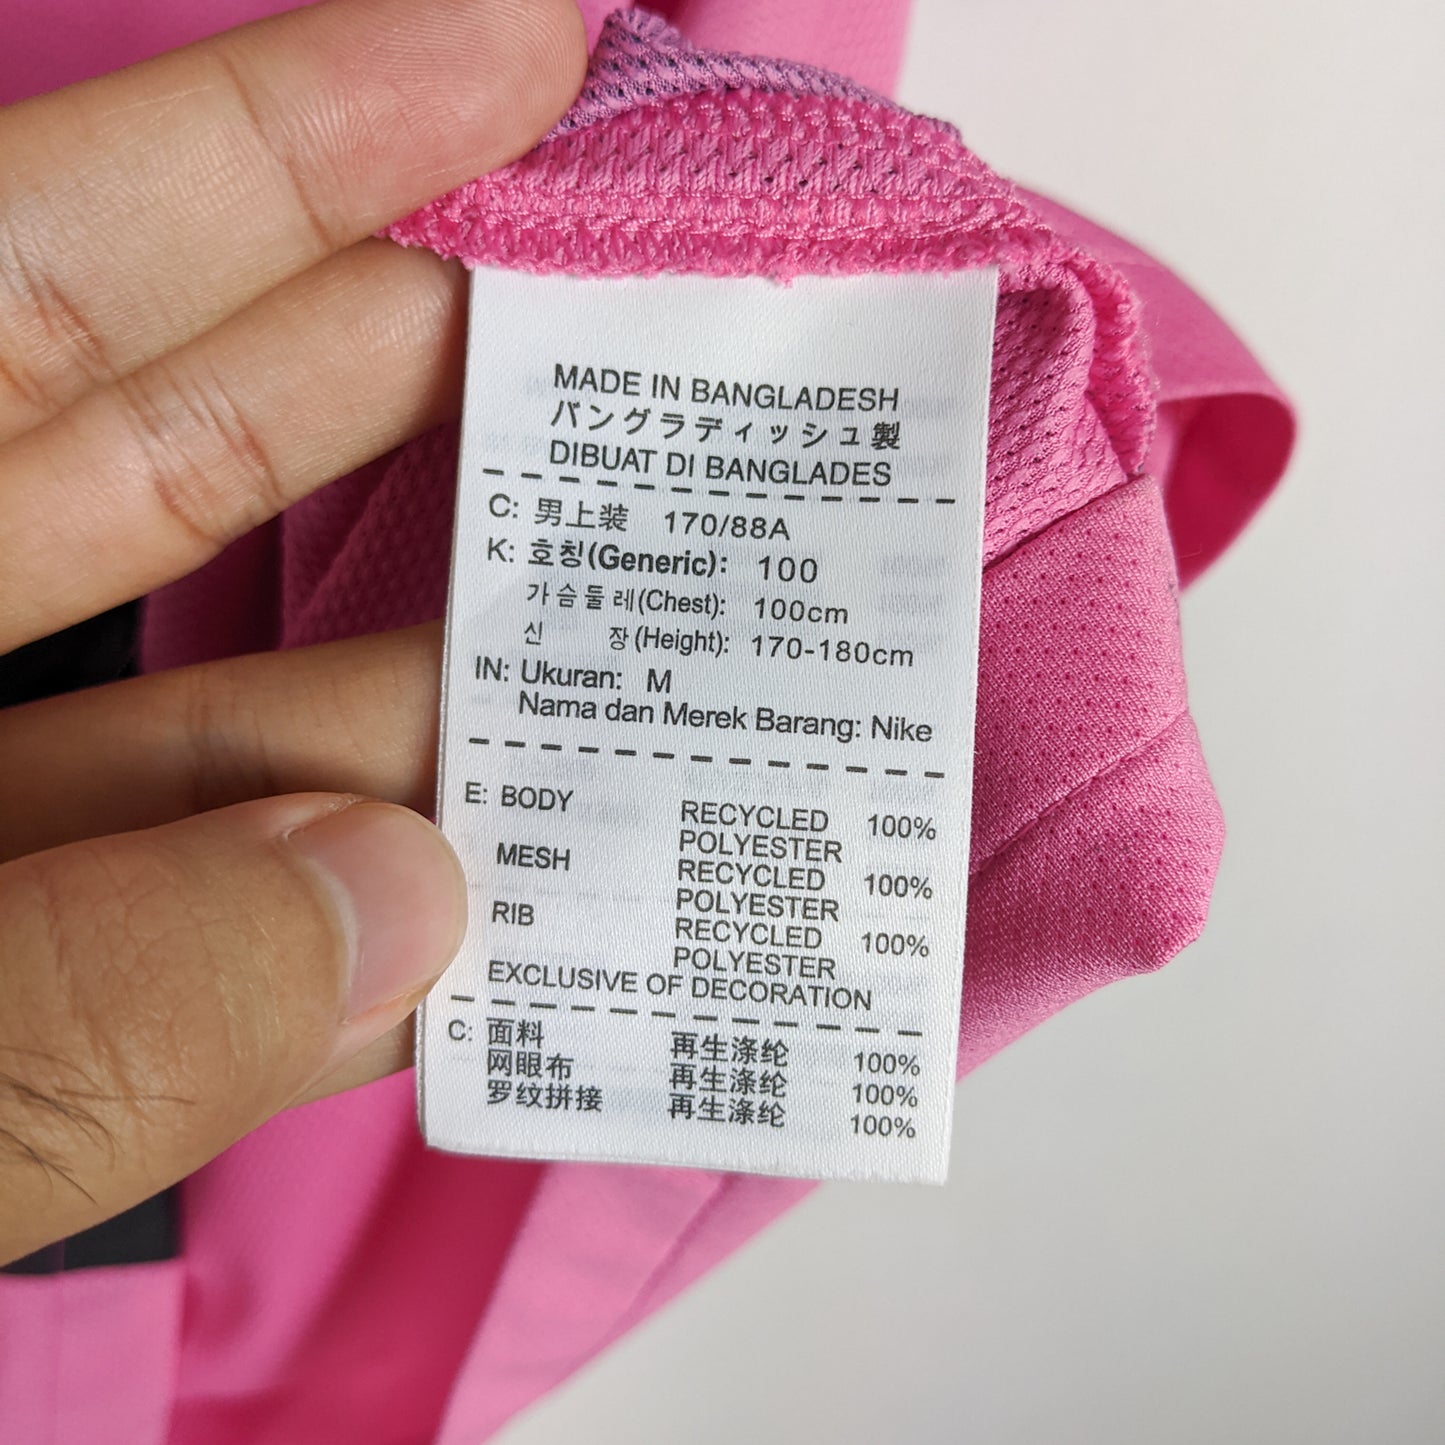 MADE IN BANGLADESH
バングラディッシュ製
DIBUAT DI BANGLADES
C: 男上装 170/88A
K: 호칭(Generic): 100
가슴둘레(Chest): 100cm
신 장(Height): 170-180cm
IN: Ukuran: M
Nama dan Merek Barang: Nike
E: BODY RECYCLED 100%
POLYESTER
MESH RECYCLED 100%
POLYESTER
RIB RECYCLED 100%
POLYESTER
EXCLUSIVE OF DECORATION
C: 面料 再生涤纶 100%
网眼布 再生涤纶 100%
罗纹拼接 再生涤纶 100%